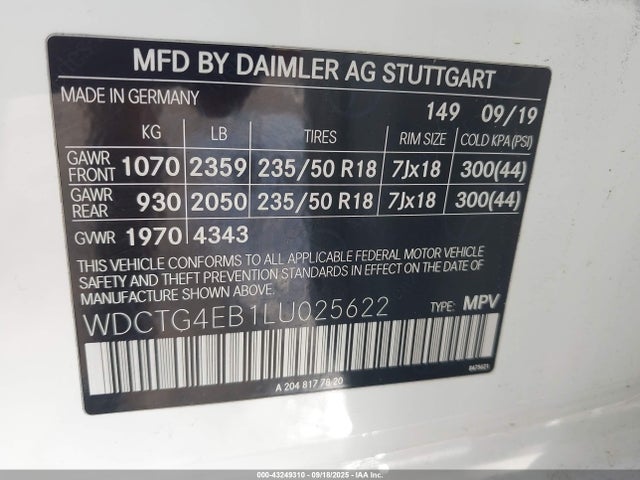 MFD BY DAIMLER AG STUTTGART
MADE IN GERMANY 149 09/19
KG LB TIRES RIM SIZE COLD KPA(PSI)
GAWR FRONT 1070 2359 235/50 R18 7Jx18 300(44)
GAWR REAR 930 2050 235/50 R18 7Jx18 300(44)
GVWR 1970 4343
THIS VEHICLE CONFORMS TO ALL APPLICABLE FEDERAL MOTOR VEHICLE
SAFETY AND THEFT PREVENTION STANDARDS IN EFFECT ON THE DATE OF
MANUFACTURE SHOWN ABOVE.
WDCTG4EB1LU025622 TYPE: MPV
A 204 817 78 20
000-43249310 - 09/18/2025 - IAAI.COM